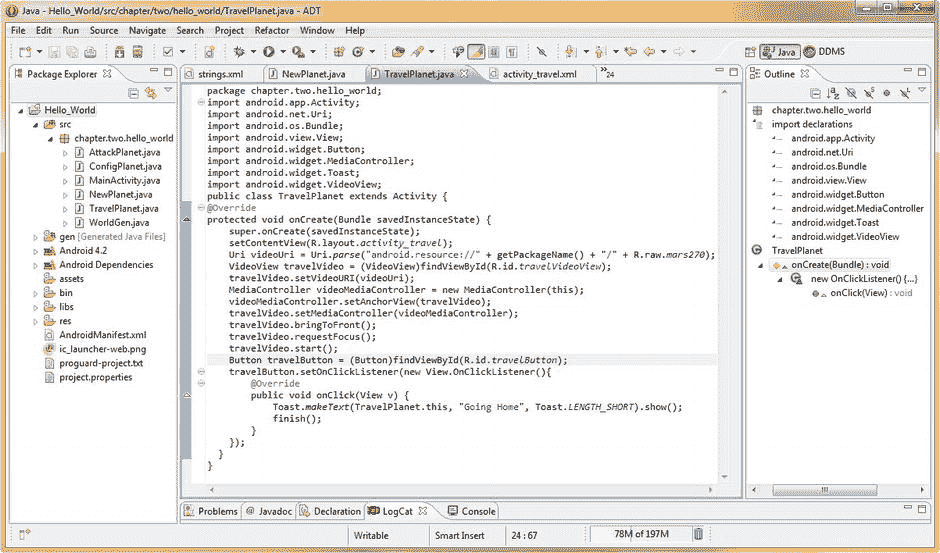 Java - Hello_World/src/chapter/two/hello_world/TravelPlanet.java - ADT
File Edit Run Source Navigate Search Project Refactor Window Help
Java DDMS
Package Explorer
Hello_World
src
chapter.two.hello_world
AttackPlanet.java
ConfigPlanet.java
MainActivity.java
NewPlanet.java
TravelPlanet.java
WorldGen.java
gen [Generated Java Files]
Android 4.2
Android Dependencies
assets
bin
libs
res
AndroidManifest.xml
ic_launcher-web.png
proguard-project.txt
project.properties
strings.xml NewPlanet.java TravelPlanet.java activity_travel.xml »24
package chapter.two.hello_world;
import android.app.Activity;
import android.net.Uri;
import android.os.Bundle;
import android.view.View;
import android.widget.Button;
import android.widget.MediaController;
import android.widget.Toast;
import android.widget.VideoView;
public class TravelPlanet extends Activity {
@Override
protected void onCreate(Bundle savedInstanceState) {
super.onCreate(savedInstanceState);
setContentView(R.layout.activity_travel);
Uri videoUri = Uri.parse("android.resource://" + getPackageName() + "/" + R.raw.mars270);
VideoView travelVideo = (VideoView)findViewById(R.id.travelVideoView);
travelVideo.setVideoURI(videoUri);
MediaController videoMediaController = new MediaController(this);
videoMediaController.setAnchorView(travelVideo);
travelVideo.setMediaController(videoMediaController);
travelVideo.bringToFront();
travelVideo.requestFocus();
travelVideo.start();
Button travelButton = (Button)findViewById(R.id.travelButton);
travelButton.setOnClickListener(new View.OnClickListener(){
@Override
public void onClick(View v) {
Toast.makeText(TravelPlanet.this, "Going Home", Toast.LENGTH_SHORT).show();
finish();
}
});
}
}
Outline
chapter.two.hello_world
import declarations
android.app.Activity
android.net.Uri
android.os.Bundle
android.view.View
android.widget.Button
android.widget.MediaController
android.widget.Toast
android.widget.VideoView
TravelPlanet
onCreate(Bundle) : void
new OnClickListener() {...}
onClick(View) : void
Problems @ Javadoc Declaration LogCat Console
Writable Smart Insert 24 : 67 78M of 197M